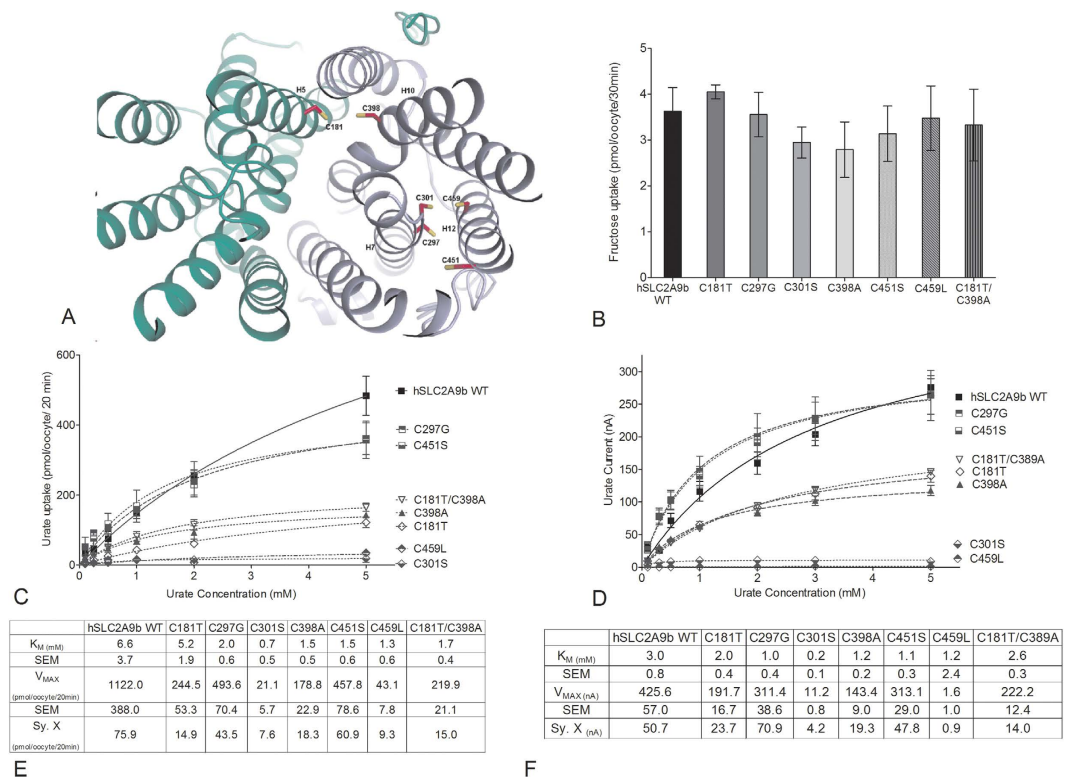 H5
H10
C398
C181
C301
C459
H7
C297
H12
C451
A
Fructose uptake (pmol/oocyte/30min)
5
4
3
2
1
0
hSLC2A9b WT
C181T
C297G
C301S
C398A
C451S
C459L
C181T/
C398A
B
Urate uptake (pmol/oocyte/ 20 min)
600
400
200
0
0
1
2
3
4
5
Urate Concentration (mM)
hSLC2A9b WT
C297G
C451S
C181T/C398A
C398A
C181T
C459L
C301S
C
Urate Current (nA)
300
250
200
150
100
50
0
0
1
2
3
4
5
Urate Concentration (mM)
hSLC2A9b WT
C297G
C451S
C181T/C389A
C181T
C398A
C301S
C459L
D
hSLC2A9b WT C181T C297G C301S C398A C451S C459L C181T/C398A
KM (mM) 6.6 5.2 2.0 0.7 1.5 1.5 1.3 1.7
SEM 3.7 1.9 0.6 0.5 0.5 0.6 0.6 0.4
VMAX (pmol/oocyte/20min) 1122.0 244.5 493.6 21.1 178.8 457.8 43.1 219.9
SEM 388.0 53.3 70.4 5.7 22.9 78.6 7.8 21.1
Sy. X (pmol/oocyte/20min) 75.9 14.9 43.5 7.6 18.3 60.9 9.3 15.0
E
hSLC2A9b WT C181T C297G C301S C398A C451S C459L C181T/C389A
KM (mM) 3.0 2.0 1.0 0.2 1.2 1.1 1.2 2.6
SEM 0.8 0.4 0.4 0.1 0.2 0.3 2.4 0.3
VMAX (nA) 425.6 191.7 311.4 11.2 143.4 313.1 1.6 222.2
SEM 57.0 16.7 38.6 0.8 9.0 29.0 1.0 12.4
Sy. X (nA) 50.7 23.7 70.9 4.2 19.3 47.8 0.9 14.0
F